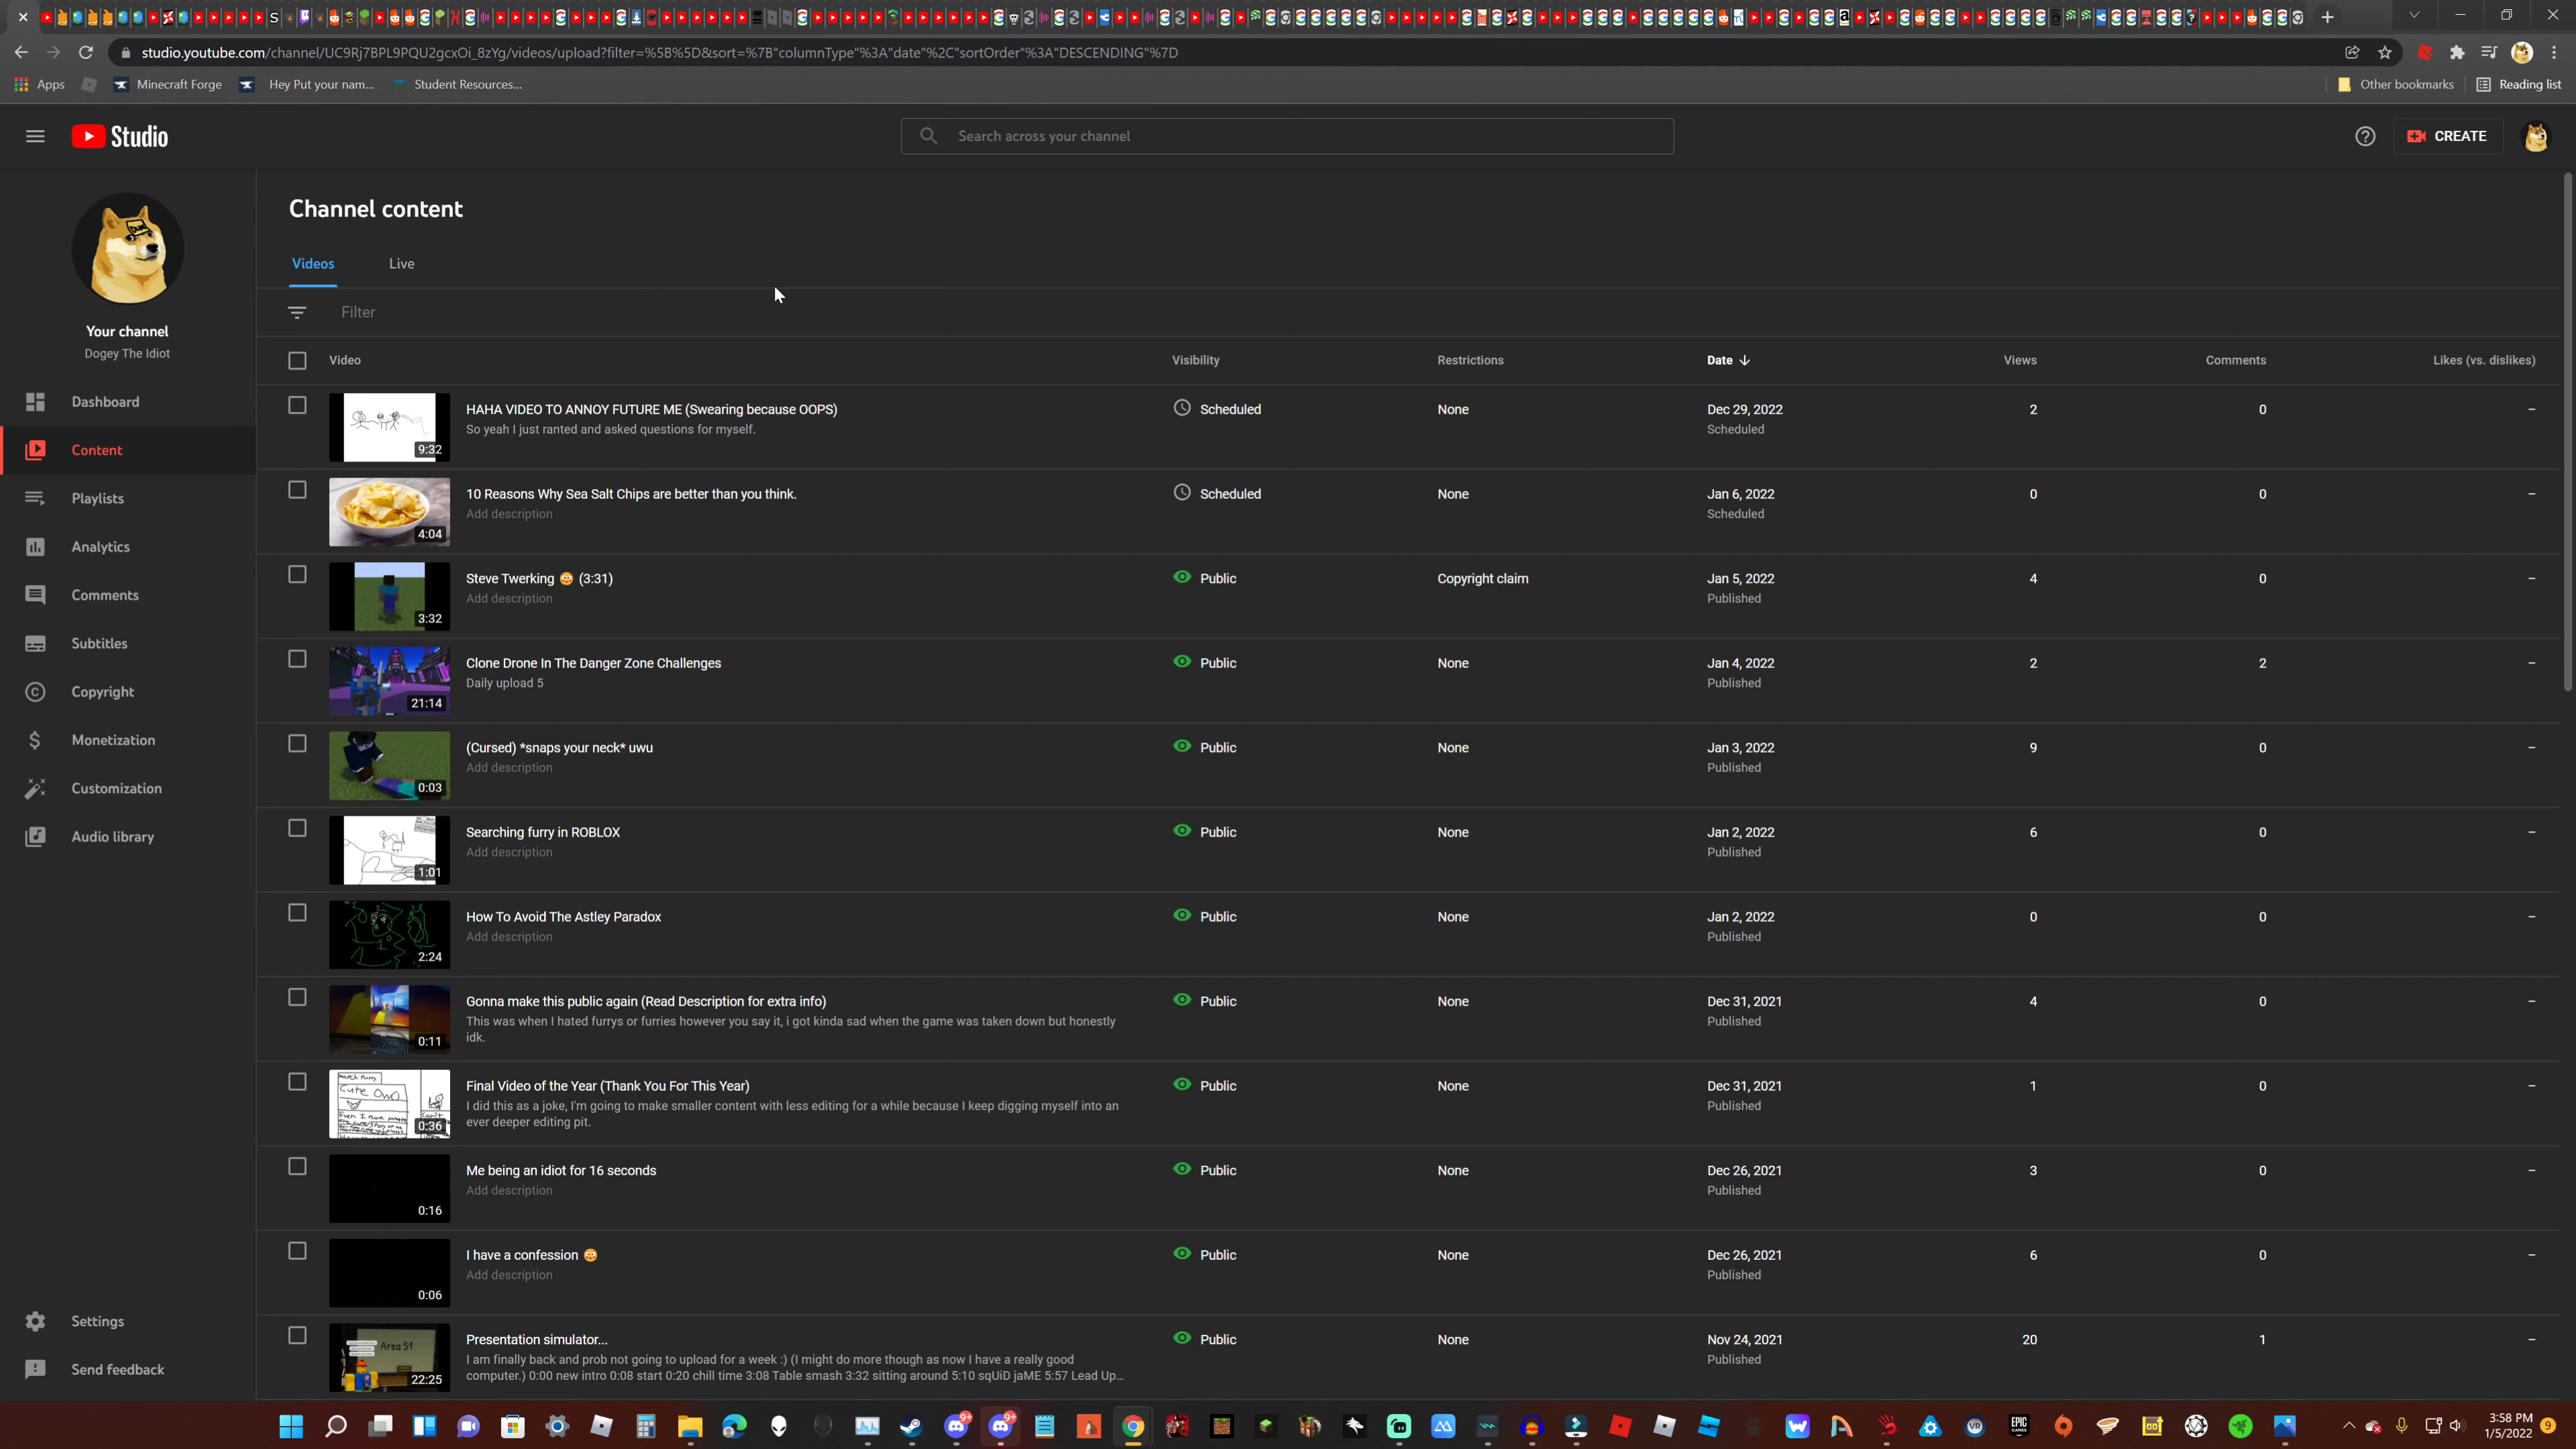 studio.youtube.com/channel/UC9Rj7BPL9PQU2gcxOi_8zYg/videos/upload?filter=%5B%5D&sort=%7B"columnType"%3A"date"%2C"sortOrder"%3A"DESCENDING"%7D
Apps Minecraft Forge Hey Put your nam... Student Resources... Other bookmarks Reading list
Studio Search across your channel CREATE
Channel content
Videos Live
Filter
Your channel
Dogey The Idiot
Dashboard
Content
Playlists
Analytics
Comments
Subtitles
Copyright
Monetization
Customization
Audio library
Settings
Send feedback
Video Visibility Restrictions Date Views Comments Likes (vs. dislikes)
HAHA VIDEO TO ANNOY FUTURE ME (Swearing because OOPS) Scheduled None Dec 29, 2022 2 0 –
So yeah I just ranted and asked questions for myself. Scheduled
9:32
10 Reasons Why Sea Salt Chips are better than you think. Scheduled None Jan 6, 2022 0 0 –
Add description Scheduled
4:04
Steve Twerking 😳 (3:31) Public Copyright claim Jan 5, 2022 4 0 –
Add description Published
3:32
Clone Drone In The Danger Zone Challenges Public None Jan 4, 2022 2 2 –
Daily upload 5 Published
21:14
(Cursed) *snaps your neck* uwu Public None Jan 3, 2022 9 0 –
Add description Published
0:03
Searching furry in ROBLOX Public None Jan 2, 2022 6 0 –
Add description Published
1:01
How To Avoid The Astley Paradox Public None Jan 2, 2022 0 0 –
Add description Published
2:24
Gonna make this public again (Read Description for extra info) Public None Dec 31, 2021 4 0 –
This was when I hated furrys or furries however you say it, i got kinda sad when the game was taken down but honestly Published
idk.
0:11
Final Video of the Year (Thank You For This Year) Public None Dec 31, 2021 1 0 –
I did this as a joke, I'm going to make smaller content with less editing for a while because I keep digging myself into an Published
ever deeper editing pit.
Cute Own
0:36
Me being an idiot for 16 seconds Public None Dec 26, 2021 3 0 –
Add description Published
0:16
I have a confession 😳 Public None Dec 26, 2021 6 0 –
Add description Published
0:06
Presentation simulator... Public None Nov 24, 2021 20 1 –
I am finally back and prob not going to upload for a week :) (I might do more though as now I have a really good Published
computer.) 0:00 new intro 0:08 start 0:20 chill time 3:08 Table smash 3:32 sitting around 5:10 sqUiD jaME 5:57 Lead Up...
Area 51
22:25
3:58 PM
1/5/2022 9